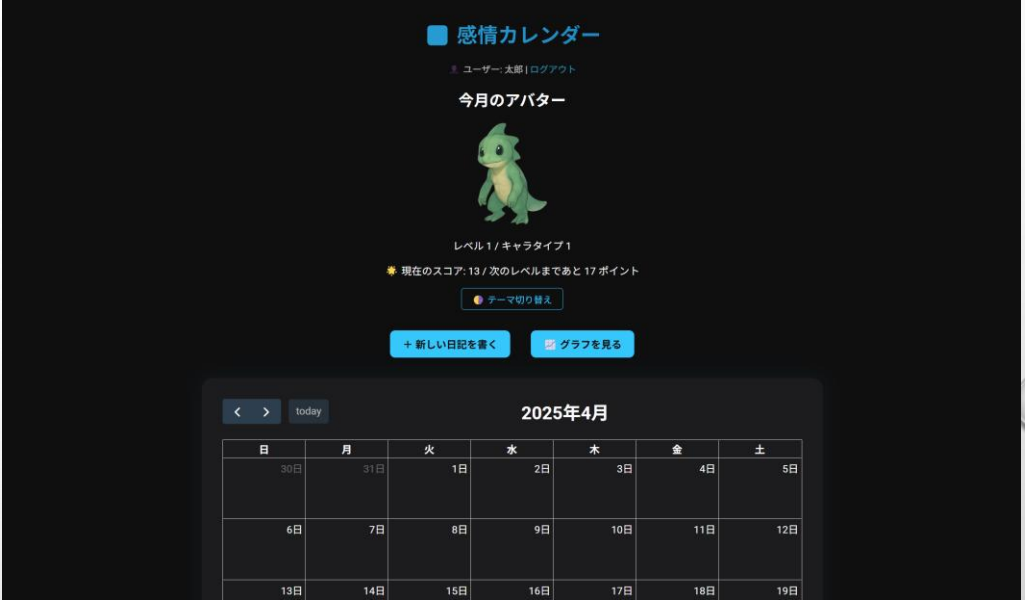 感情カレンダー
ユーザー: 太郎 | ログアウト
今月のアバター
レベル 1 / キャラタイプ 1
現在のスコア: 13 / 次のレベルまであと 17 ポイント
テーマ切り替え
+ 新しい日記を書く グラフを見る
today 2025年4月
日 月 火 水 木 金 土
30日 31日 1日 2日 3日 4日 5日
6日 7日 8日 9日 10日 11日 12日
13日 14日 15日 16日 17日 18日 19日